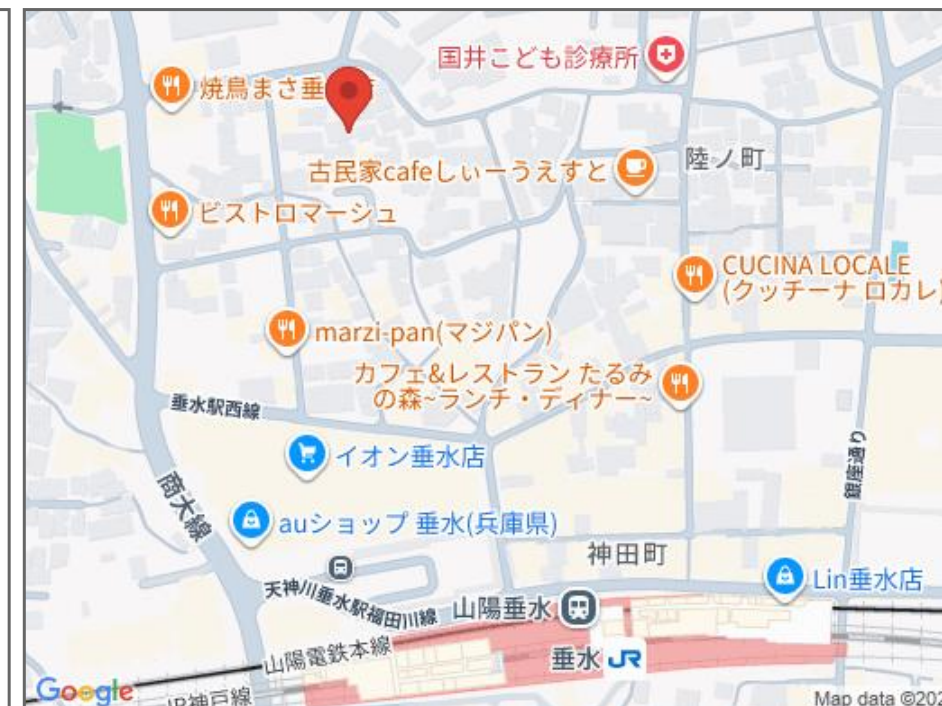 国井こども診療所
焼鳥まさ垂
陸ノ町
古民家cafeしぃーうえすと
ビストロマーシュ
CUCINA LOCALE
(クッチーナ ロカレ)
marzi-pan(マジパン)
カフェ&レストラン たるみ
の森~ランチ・ディナー~
垂水駅西線
イオン垂水店
銀座通り
商大線
auショップ 垂水(兵庫県)
神田町
天神川垂水駅福田川線
Lin垂水店
山陽垂水
山陽電鉄本線
垂水 JR
Google
JR神戸線
Map data ©202